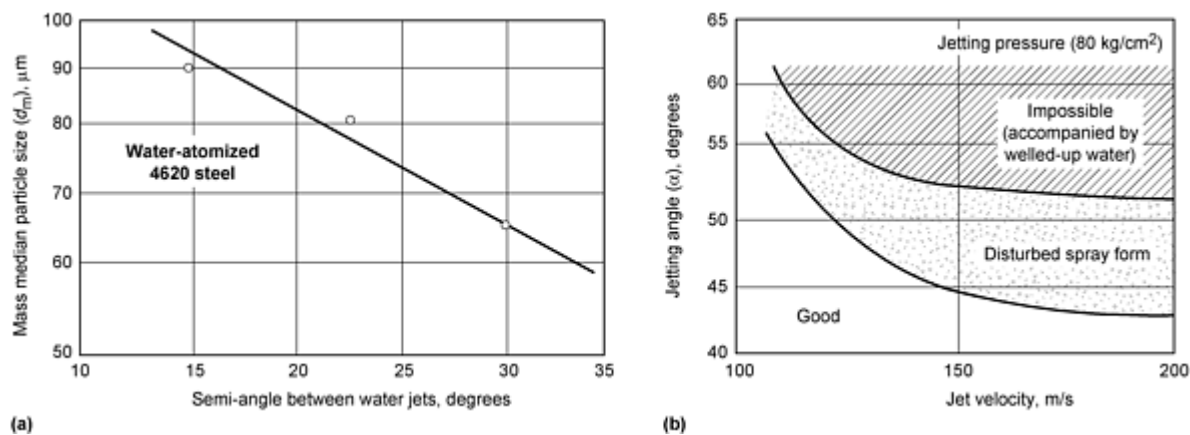 100
90
80
70
60
50
Mass median particle size (dm), μm
Water-atomized
4620 steel
10
15
20
25
30
35
Semi-angle between water jets, degrees
(a)
65
60
55
50
45
40
Jetting angle (α), degrees
Jetting pressure (80 kg/cm²)
Impossible
(accompanied by
welled-up water)
Disturbed spray form
Good
100
150
200
Jet velocity, m/s
(b)